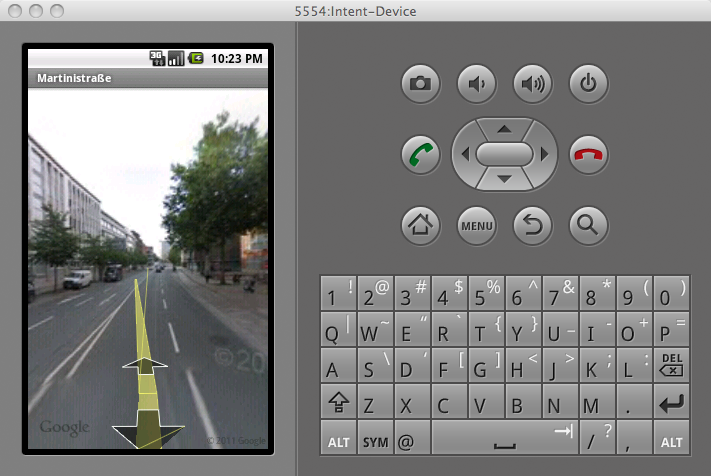 5554:Intent-Device
3G
10:23 PM
Martinistraße
© 20
Google
© 2011 Google
MENU
1 ! 2 @ 3 # 4 $ 5 % 6 ^ 7 & 8 * 9 ( 0 )
Q | W ~ E “ R ` T { Y } U _ I - O + P =
A S \ D ‘ F [ G ] H < J > K ; L : DEL
Z X C V B N M .
ALT SYM @ / ? , ALT